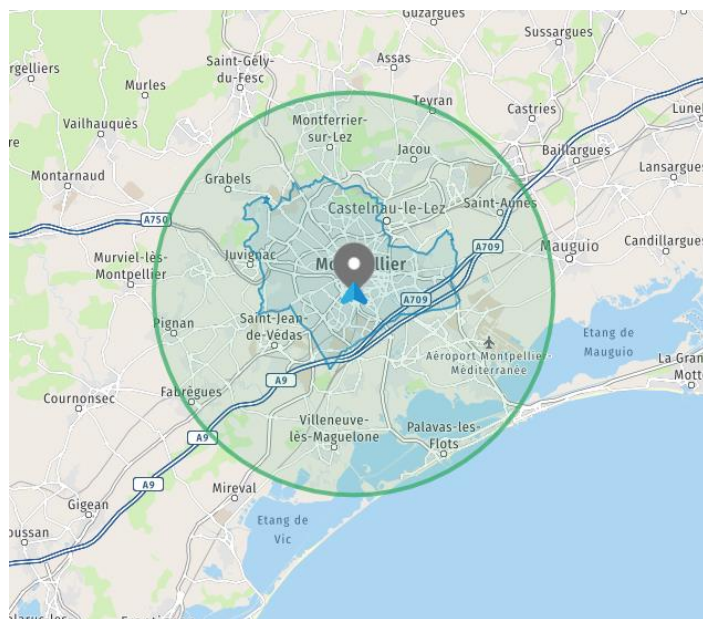 Guzargues
Sussargues
Saint-Gély-
du-Fesc
Assas
rgelliers
Murles
Teyran
Castries
Vailhauquès
Montferrier-
sur-Lez
Lunel
Jacou
Baillargues
re
Montarnaud
Grabels
Lansargues
Saint-Aunès
Castelnau-le-Lez
A750
A709
Mauguio
Candillargues
Murviel-lès-
Montpellier
Juvignac
A709
Pignan
Saint-Jean-
de-Védas
Etang de
Mauguio
Aéroport Montpellier-
Méditerranée
La Gran
Mott
A9
Cournonsec
Fabrègues
Villeneuve-
lès-Maguelone
Palavas-les-
Flots
A9
A9
Mireval
Gigean
Etang de
Vic
oussan